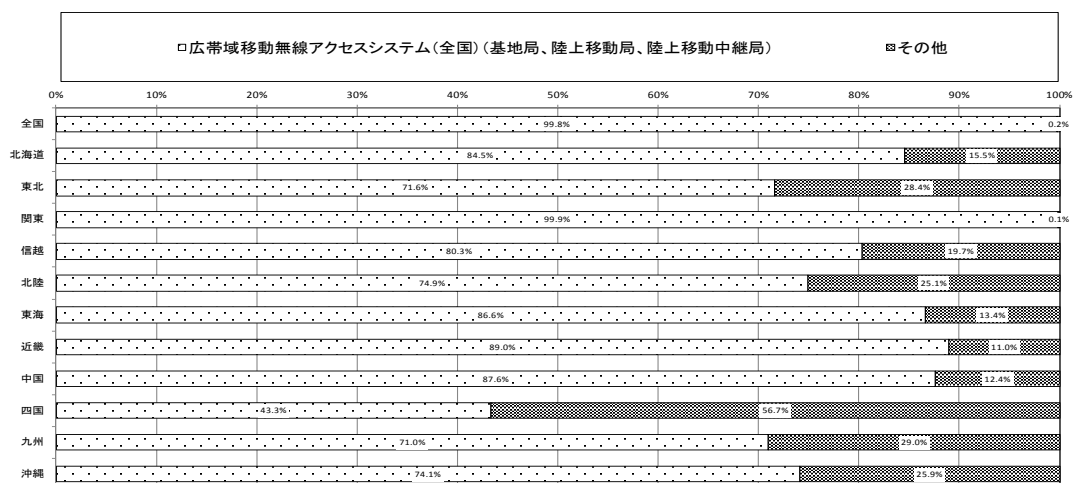 広帯域移動無線アクセスシステム(全国)(基地局、陸上移動局、陸上移動中継局) その他
0% 10% 20% 30% 40% 50% 60% 70% 80% 90% 100%
全国 99.8% 0.2%
北海道 84.5% 15.5%
東北 71.6% 28.4%
関東 99.9% 0.1%
信越 80.3% 19.7%
北陸 74.9% 25.1%
東海 86.6% 13.4%
近畿 89.0% 11.0%
中国 87.6% 12.4%
四国 43.3% 56.7%
九州 71.0% 29.0%
沖縄 74.1% 25.9%